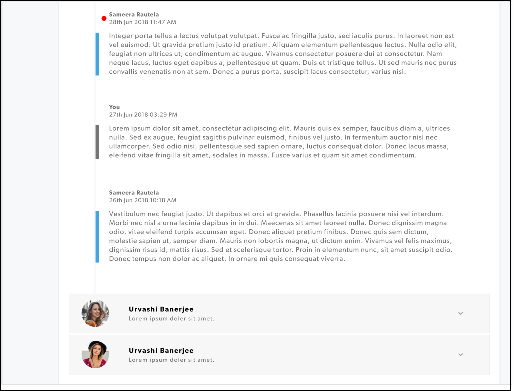 Sameera Rautela
28th Jun 2018 11:47 AM
Integer porta tellus a lectus volutpat volutpat. Fusce ac fringilla justo, sed iaculis purus. In laoreet non est
vel euismod. Ut gravida pretium justo id pretium. Aliquam elementum pellentesque lectus. Nulla odio elit,
feugiat non ultrices ut, condimentum ac augue. Vivamus consectetur posuere dui at consectetur. Nam
neque lacus, luctus eget dapibus a, pellentesque ut quam. Duis et tristique tellus. Ut sed mauris nec purus
convallis venenatis non at sem. Donec a purus porta, suscipit lacus consectetur, varius nisi.
You
27th Jun 2018 03:29 PM
Lorem ipsum dolor sit amet, consectetur adipiscing elit. Mauris quis ex semper, faucibus diam a, ultrices
nulla. Sed ex augue, feugiat sagittis pulvinar euismod, finibus vel justo. In fermentum auctor nisl nec
ullamcorper. Sed odio nisi, pellentesque sed sapien ornare, luctus consequat dolor. Donec lacus massa,
eleifend vitae fringilla sit amet, sodales in massa. Fusce varius et quam sit amet condimentum.
Sameera Rautela
26th Jun 2018 10:18 AM
Vestibulum nec feugiat justo. Ut dapibus et orci at gravida. Phasellus lacinia posuere nisi vel interdum.
Morbi nec nisl a urna lacinia dapibus in in dui. Maecenas sit amet laoreet nulla. Donec dignissim magna
odio, vitae eleifend turpis accumsan eget. Donec aliquet pretium finibus. Donec quis sem dictum,
molestie sapien ut, semper diam. Mauris non lobortis magna, ut dictum enim. Vivamus vel felis maximus,
dignissim risus id, mattis risus. Sed et scelerisque tortor. Proin in elementum nunc, sit amet suscipit odio.
Donec tempus non dolor ac aliquet. In ornare mi quis consequat viverra.
Urvashi Banerjee
Lorem ipsum dolor sit amet.
Urvashi Banerjee
Lorem ipsum dolor sit amet.